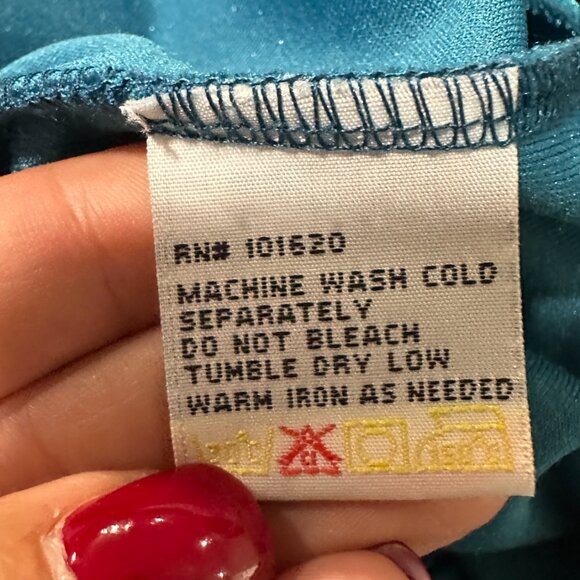 RN# 101620
MACHINE WASH COLD
SEPARATELY
DO NOT BLEACH
TUMBLE DRY LOW
WARM IRON AS NEEDED